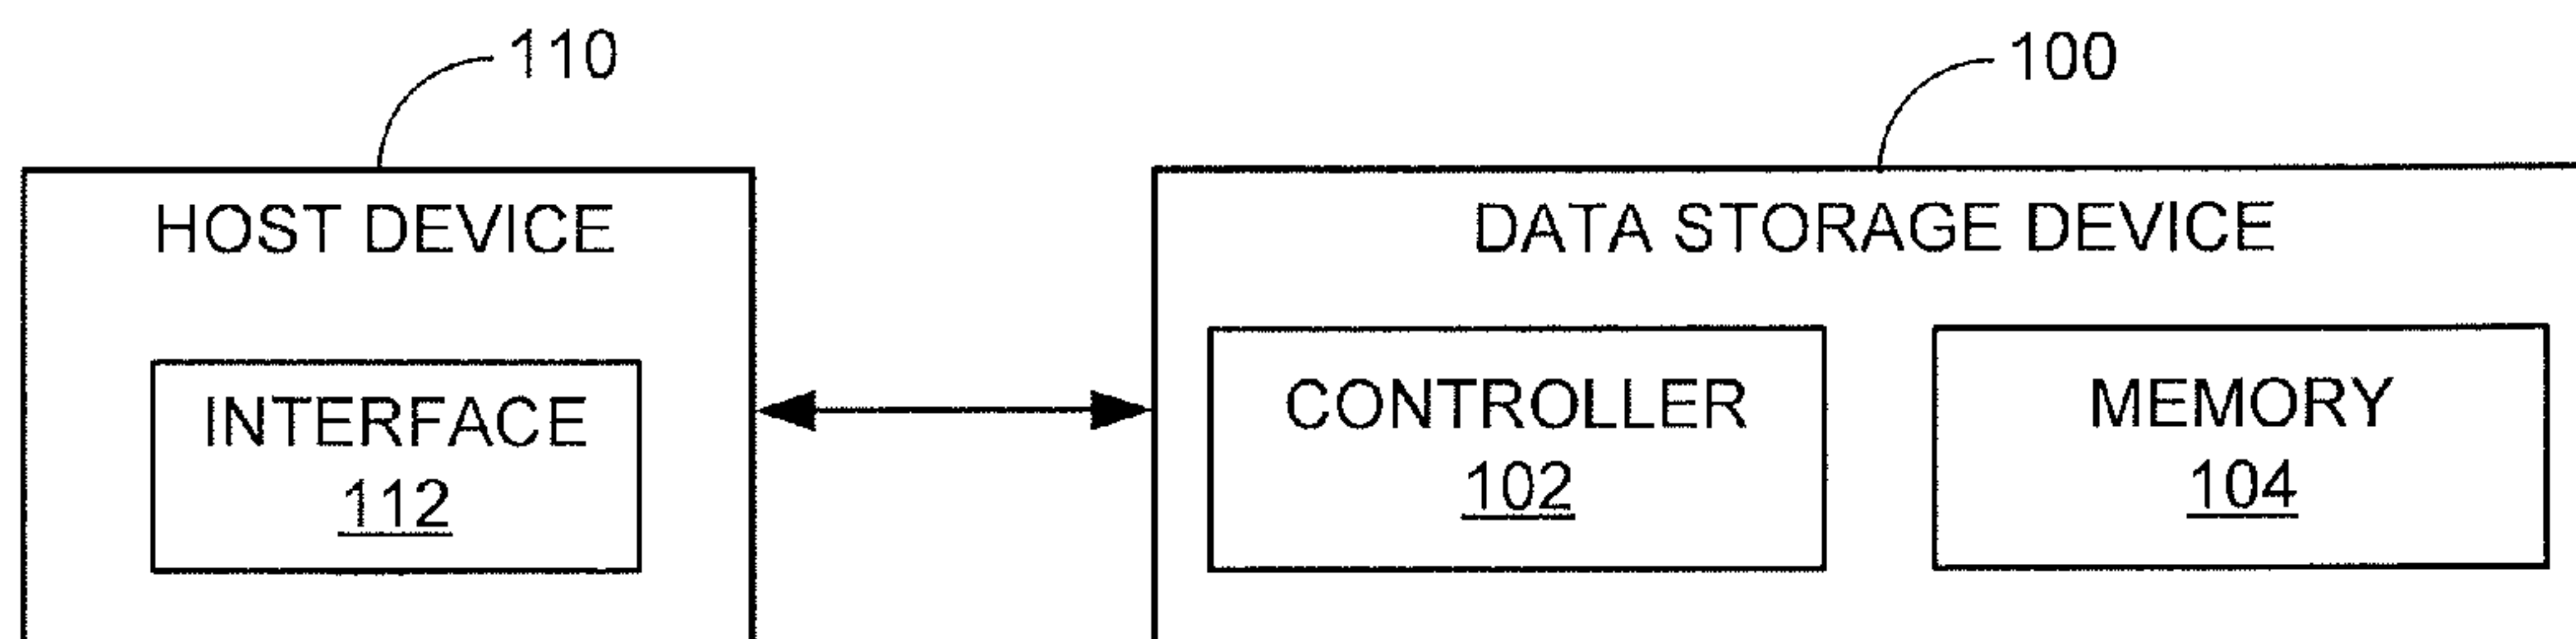 110
100
HOST DEVICE
DATA STORAGE DEVICE
INTERFACE
112
CONTROLLER
102
MEMORY
104